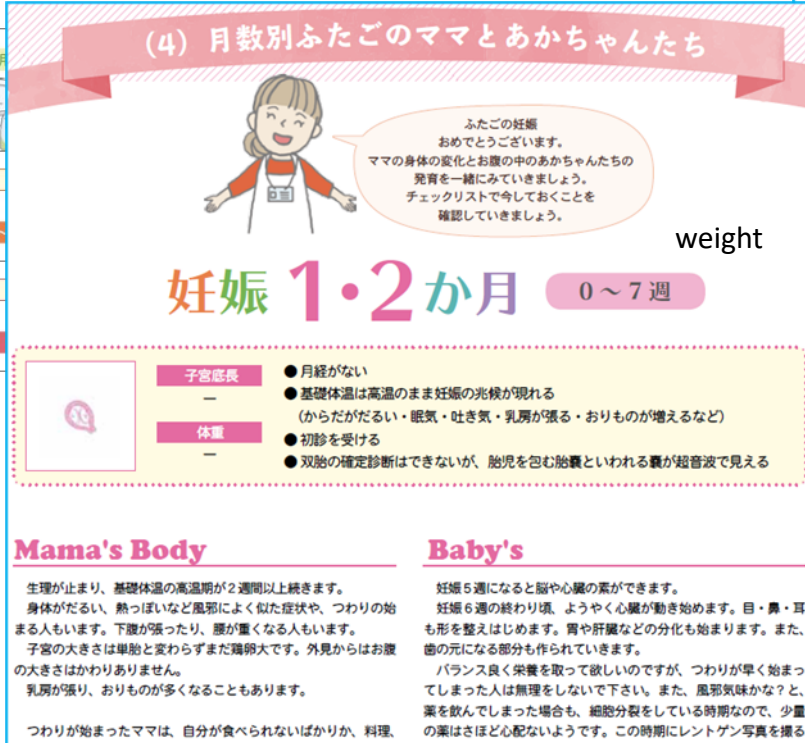 (4) 月数別ふたごのママとあかちゃんたち
ふたごの妊娠
おめでとうございます。
ママの身体の変化とお腹の中のあかちゃんたちの
発育を一緒にみていきましょう。
チェックリストで今しておくことを
確認していきましょう。
weight
妊娠 1・2か月 0～7週
子宮底長
ー
体重
ー
●月経がない
●基礎体温は高温のまま妊娠の兆候が現れる
（からだがだるい・眠気・吐き気・乳房が張る・おりものが増えるなど）
●初診を受ける
●双胎の確定診断はできないが、胎児を包む胎嚢といわれる嚢が超音波で見える
Mama's Body
生理が止まり、基礎体温の高温期が２週間以上続きます。
身体がだるい、熱っぽいなど風邪によく似た症状や、つわりの始
まる人もいます。下腹が張ったり、腰が重くなる人もいます。
子宮の大きさは単胎と変わらずまだ鶏卵大です。外見からはお腹
の大きさはかわりありません。
乳房が張り、おりものが多くなることもあります。
つわりが始まったママは、自分が食べられないばかりか、料理、
Baby's
妊娠５週になると脳や心臓の素ができます。
妊娠６週の終わり頃、ようやく心臓が動き始めます。目・鼻・耳
も形を整えはじめます。胃や肝臓などの分化も始まります。また、
歯の元になる部分も作られていきます。
バランス良く栄養を取って欲しいのですが、つわりが早く始まっ
てしまった人は無理をしないで下さい。また、風邪気味かな？と、
薬を飲んでしまった場合も、細胞分裂をしている時期なので、少量
の薬はさほど心配ないようです。この時期にレントゲン写真を撮る